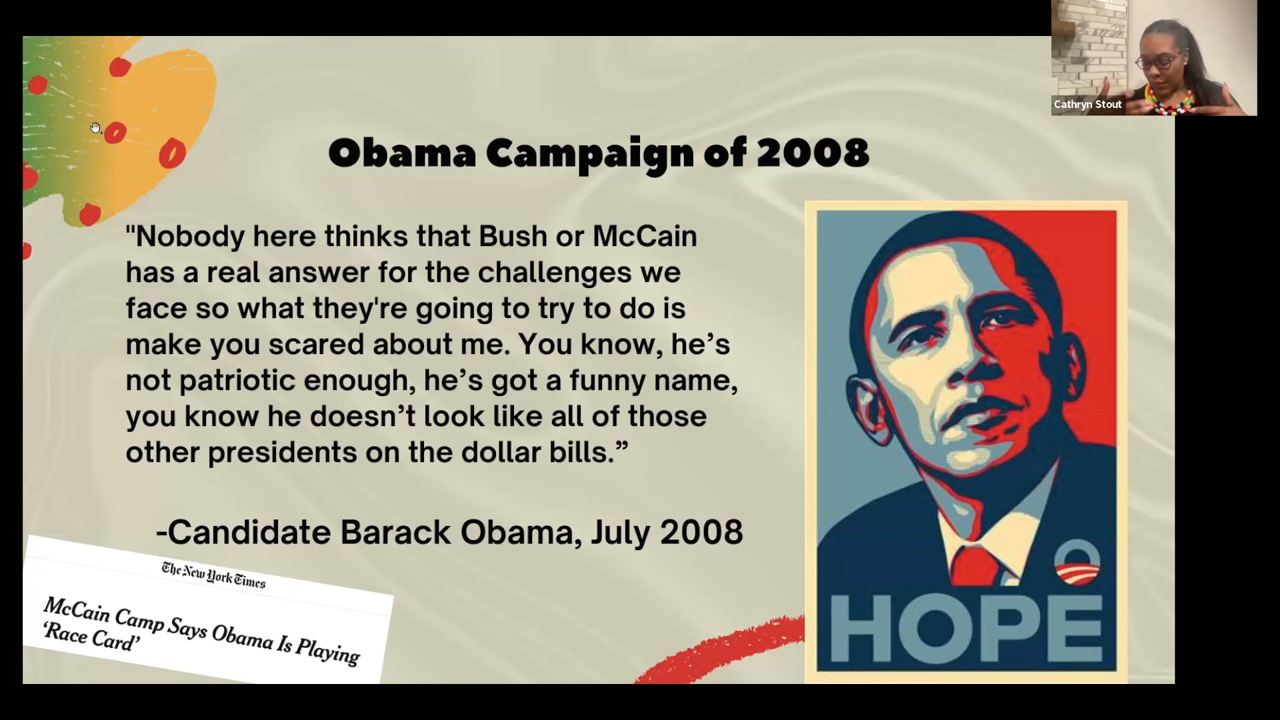 Cathryn Stout
Obama Campaign of 2008
"Nobody here thinks that Bush or McCain
has a real answer for the challenges we
face so what they're going to try to do is
make you scared about me. You know, he’s
not patriotic enough, he’s got a funny name,
you know he doesn’t look like all of those
other presidents on the dollar bills.”
-Candidate Barack Obama, July 2008
The New York Times
McCain Camp Says Obama Is Playing
‘Race Card’
HOPE